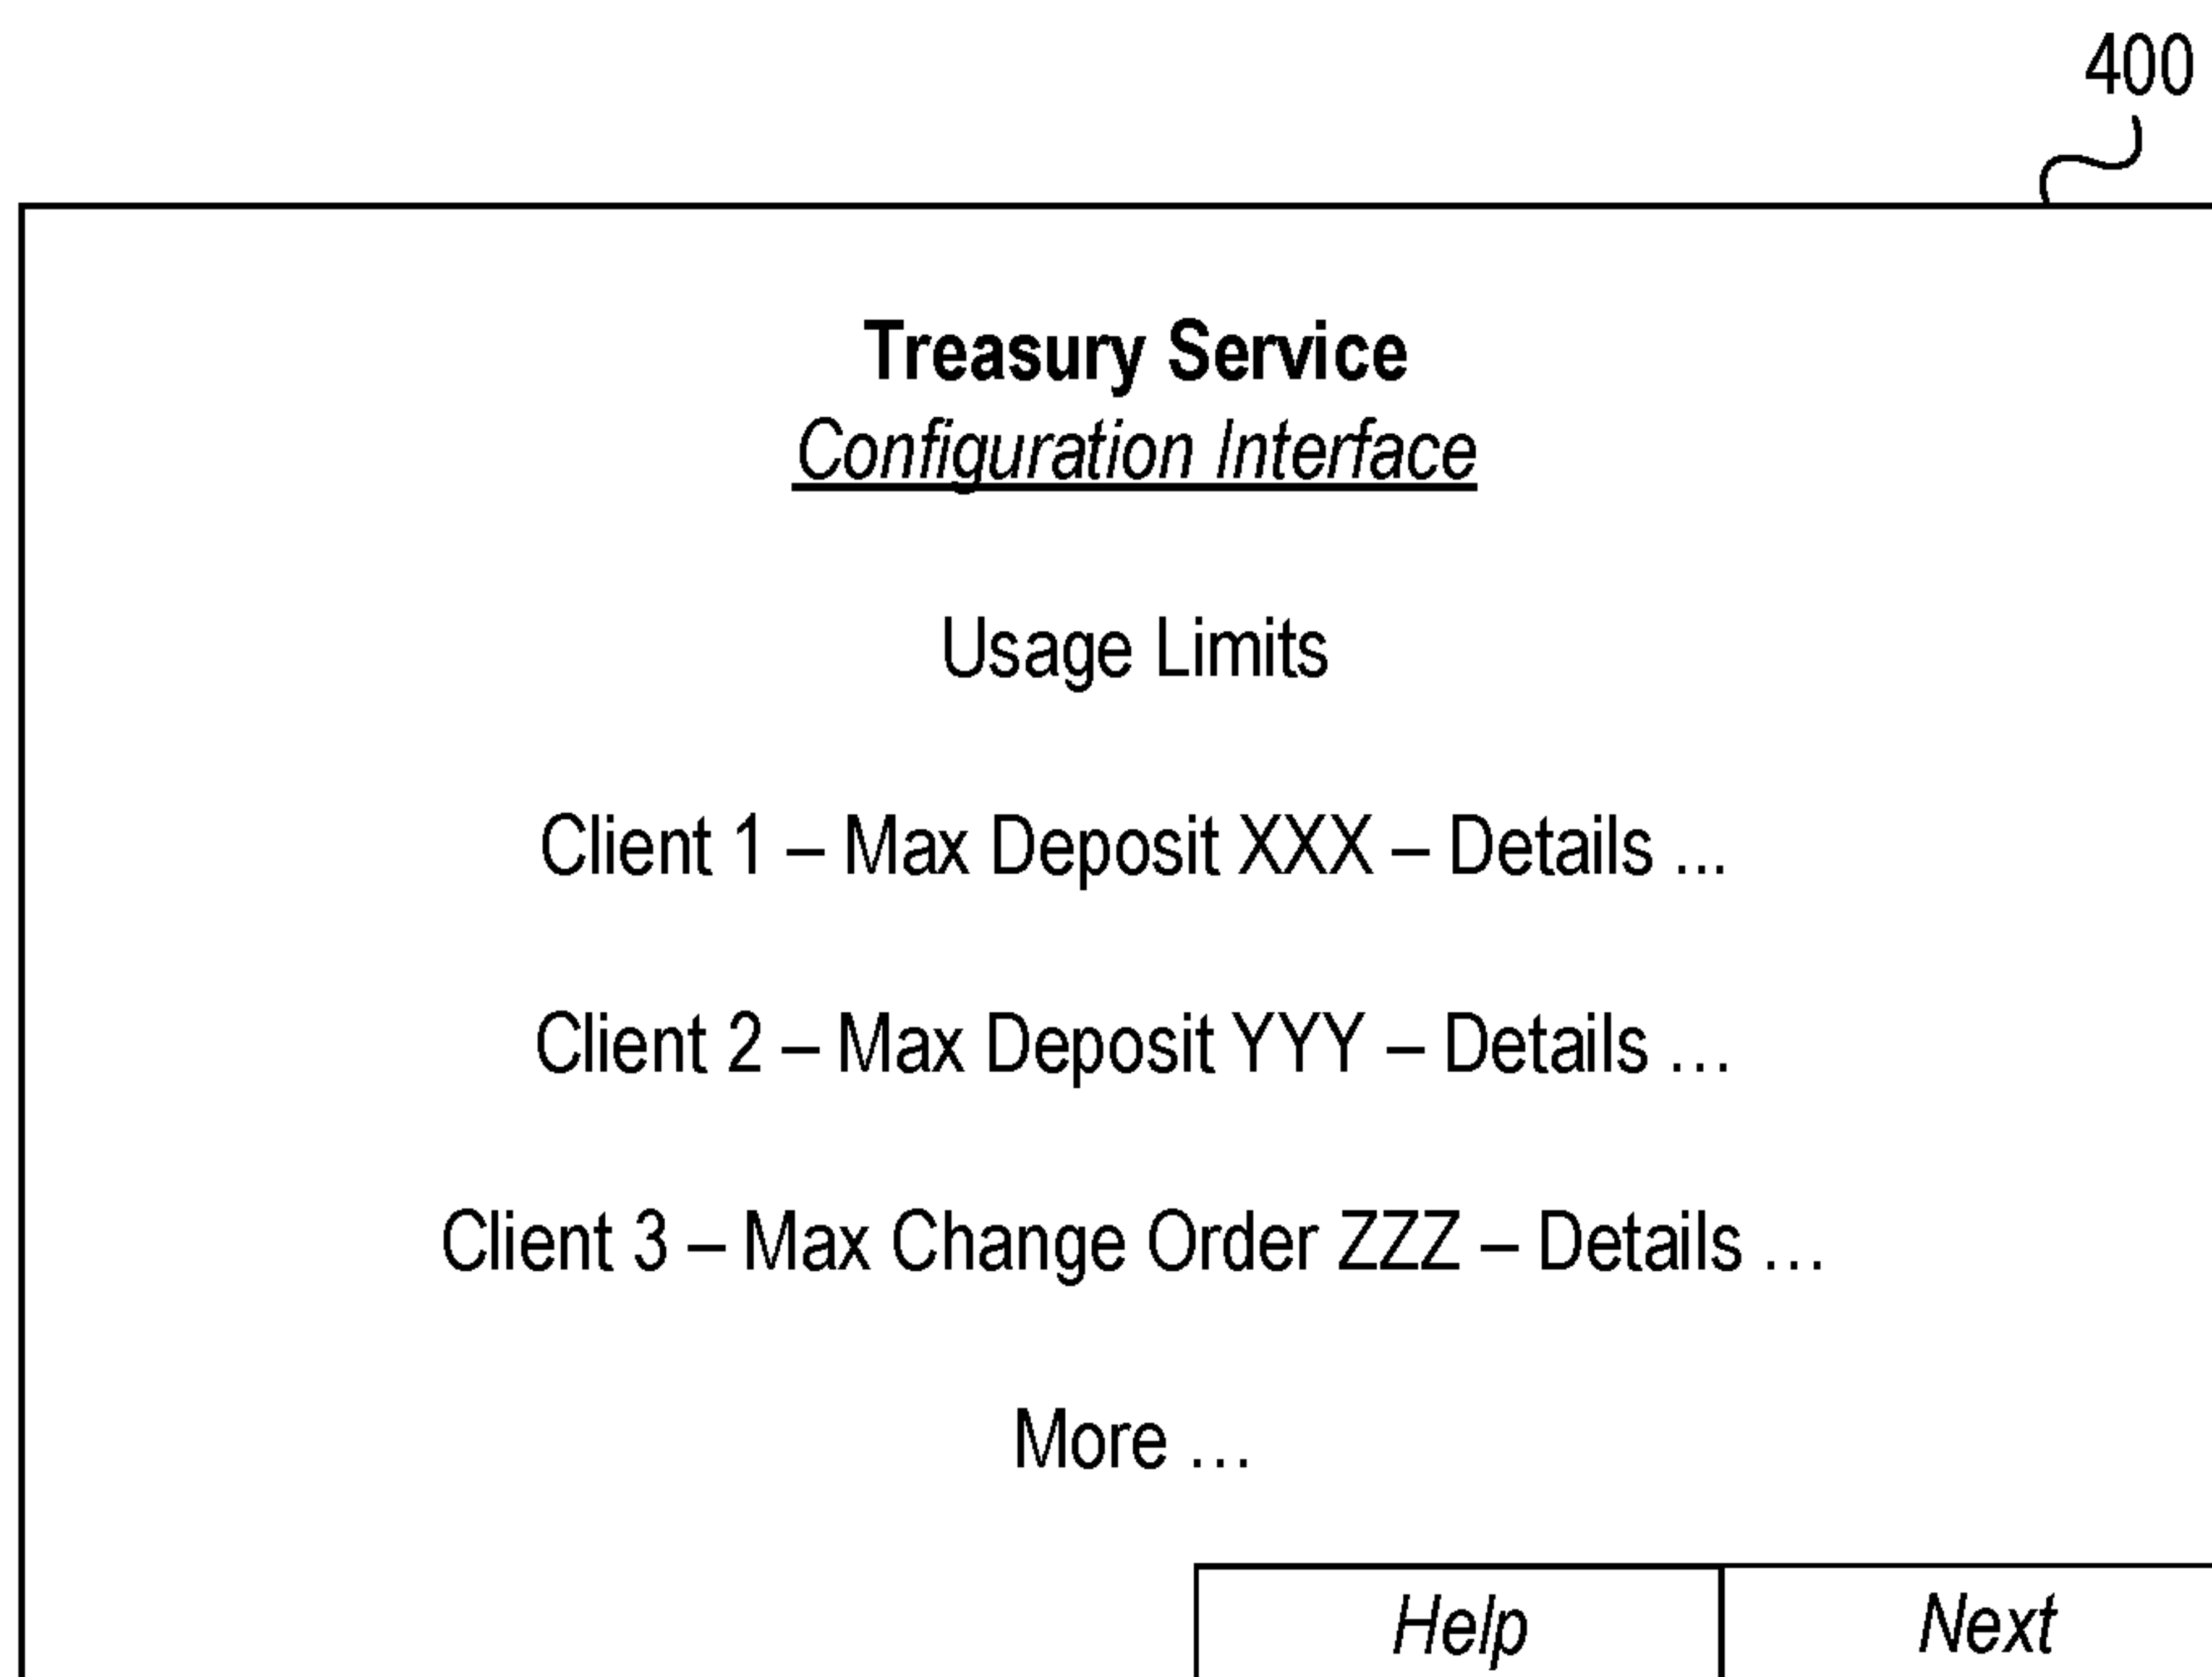 400
Treasury Service
Configuration Interface
Usage Limits
Client 1 – Max Deposit XXX – Details ...
Client 2 – Max Deposit YYY – Details ...
Client 3 – Max Change Order ZZZ – Details ...
More ...
Help
Next